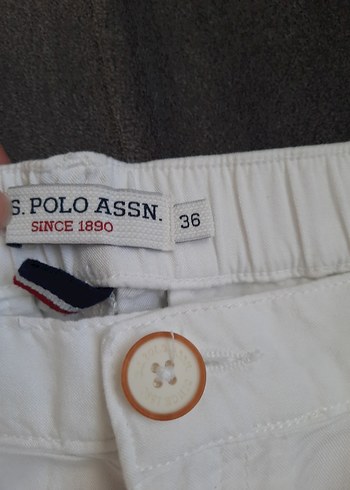 S. POLO ASSN.
SINCE 1890
36